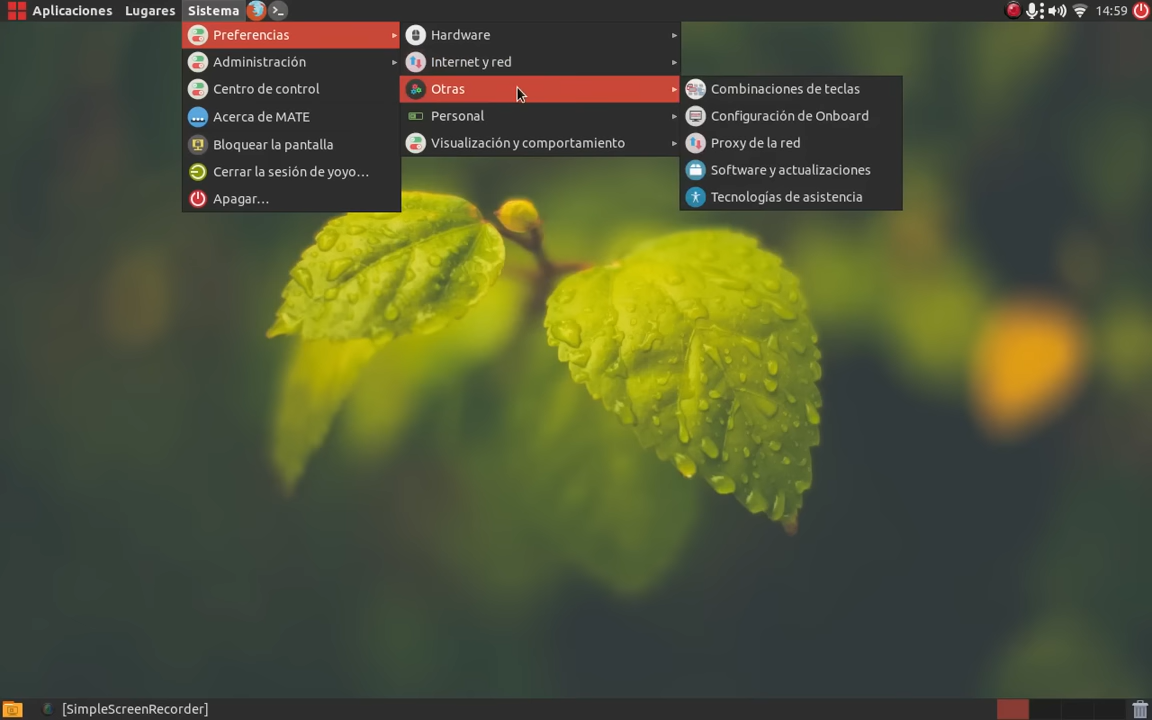 Aplicaciones Lugares Sistema 14:59
Preferencias
Administración
Centro de control
Acerca de MATE
Bloquear la pantalla
Cerrar la sesión de yoyo...
Apagar...
Hardware
Internet y red
Otras
Personal
Visualización y comportamiento
Combinaciones de teclas
Configuración de Onboard
Proxy de la red
Software y actualizaciones
Tecnologías de asistencia
[SimpleScreenRecorder]